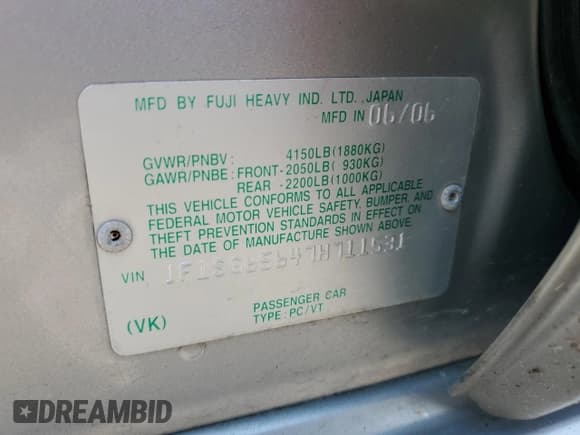 MFD BY FUJI HEAVY IND. LTD., JAPAN
MFD IN 06/06
GVWR/PNBV: 4150LB(1880KG)
GAWR/PNBE: FRONT-2050LB( 930KG)
REAR -2200LB(1000KG)
THIS VEHICLE CONFORMS TO ALL APPLICABLE
FEDERAL MOTOR VEHICLE SAFETY, BUMPER, AND
THEFT PREVENTION STANDARDS IN EFFECT ON
THE DATE OF MANUFACTURE SHOWN ABOVE.
VIN
PASSENGER CAR
(VK) TYPE: PC/VT
DREAMBID